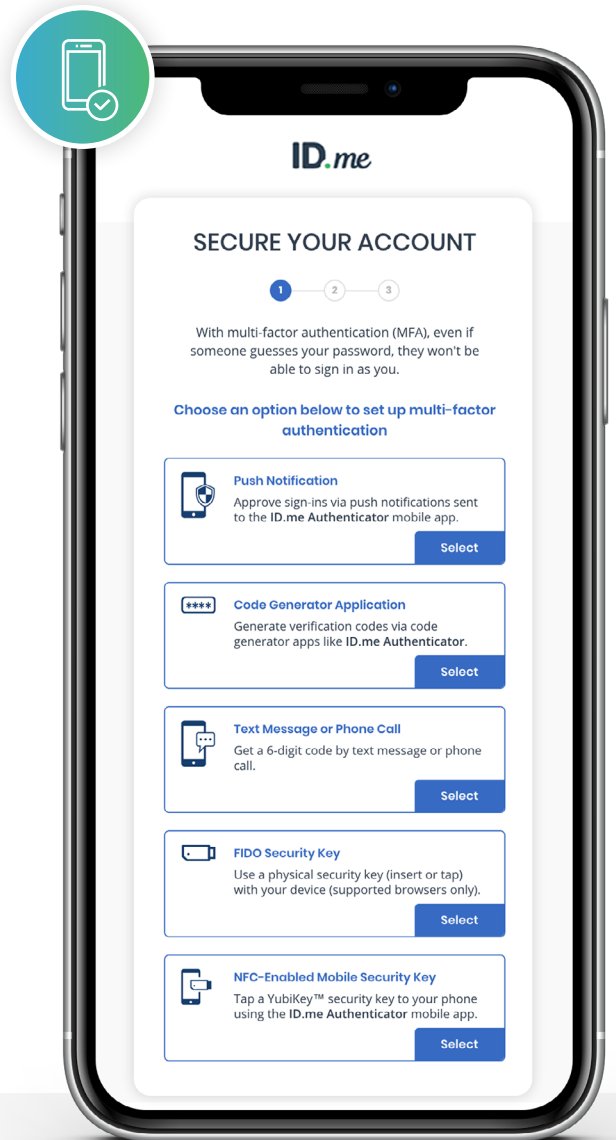 ID.me
SECURE YOUR ACCOUNT
1 2 3
With multi-factor authentication (MFA), even if
someone guesses your password, they won't be
able to sign in as you.
Choose an option below to set up multi-factor
authentication
Push Notification
Approve sign-ins via push notifications sent
to the ID.me Authenticator mobile app.
Select
****
Code Generator Application
Generate verification codes via code
generator apps like ID.me Authenticator.
Select
Text Message or Phone Call
Get a 6-digit code by text message or phone
call.
Select
FIDO Security Key
Use a physical security key (insert or tap)
with your device (supported browsers only).
Select
NFC-Enabled Mobile Security Key
Tap a YubiKey™ security key to your phone
using the ID.me Authenticator mobile app.
Select